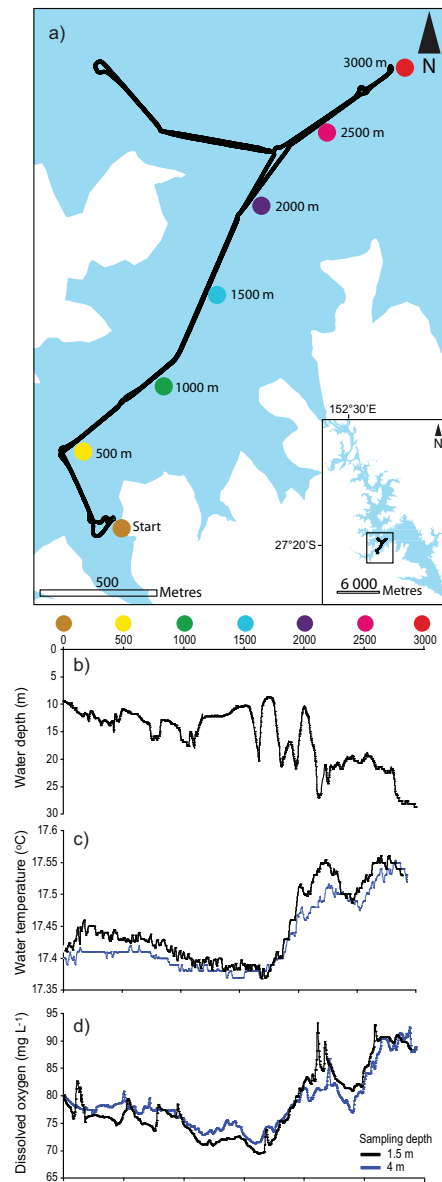 a)
N
3000 m
2500 m
2000 m
1500 m
1000 m
500 m
Start
500
Metres
152°30'E
N
27°20'S
6 000
Metres
0 500 1000 1500 2000 2500 3000
b)
Water depth (m)
0
5
10
15
20
25
30
c)
Water temperature (°C)
17.55
17.5
17.45
17.4
17.35
d)
Dissolved oxygen (mg L-1)
95
90
85
80
75
70
65
Sampling depth
1.5 m
4 m